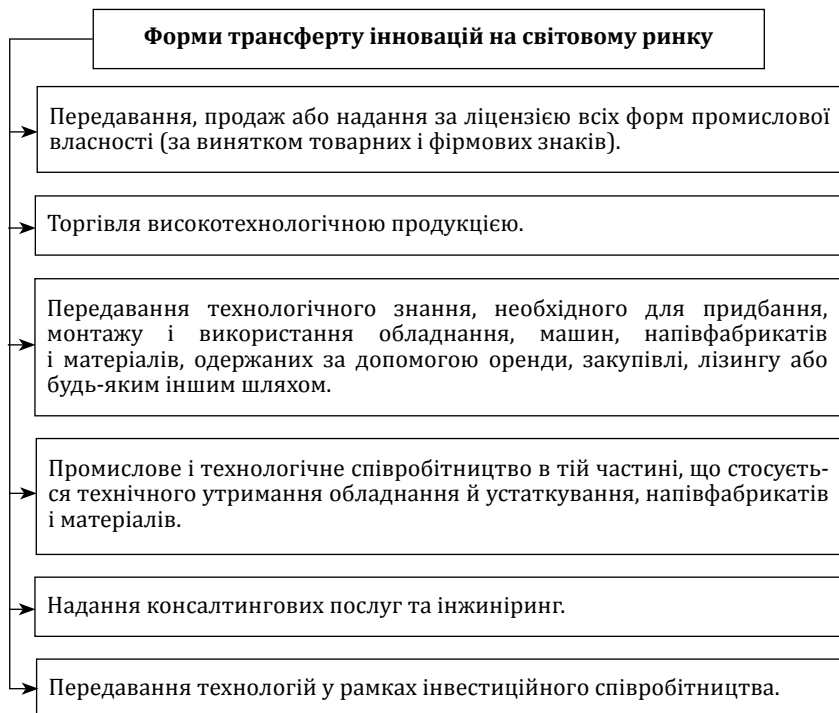 Форми трансферту інновацій на світовому ринку
Передавання, продаж або надання за ліцензією всіх форм промислової
власності (за винятком товарних і фірмових знаків).
Торгівля високотехнологічною продукцією.
Передавання технологічного знання, необхідного для придбання,
монтажу і використання обладнання, машин, напівфабрикатів
і матеріалів, одержаних за допомогою оренди, закупівлі, лізингу або
будь-яким іншим шляхом.
Промислове і технологічне співробітництво в тій частині, що стосуєть-
ся технічного утримання обладнання й устаткування, напівфабрикатів
і матеріалів.
Надання консалтингових послуг та інжиніринг.
Передавання технологій у рамках інвестиційного співробітництва.